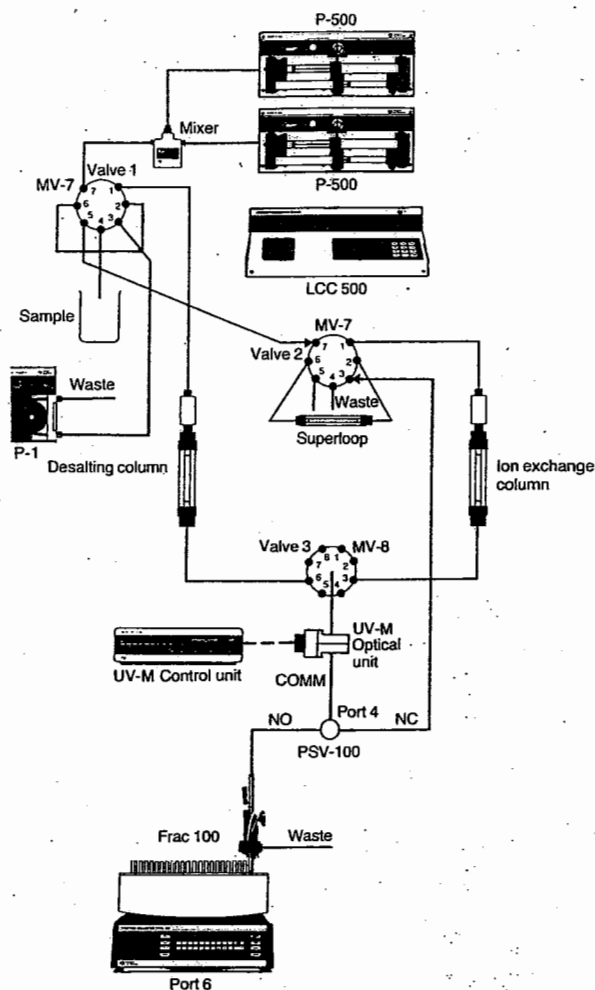 P-500
Mixer
P-500
MV-7
Valve 1
7 1
6 2
5 4 3
LCC 500
Sample
MV-7
Valve 2
7 1
6 2
5 4 3
Waste
Waste
Superloop
P-1
Desalting column
Ion exchange
column
Valve 3
MV-8
8 1
7 2
6 3
5 4
UV-M
Optical
unit
UV-M Control unit
COMM
Port 4
NO
NC
PSV-100
Frac 100
Waste
Port 6